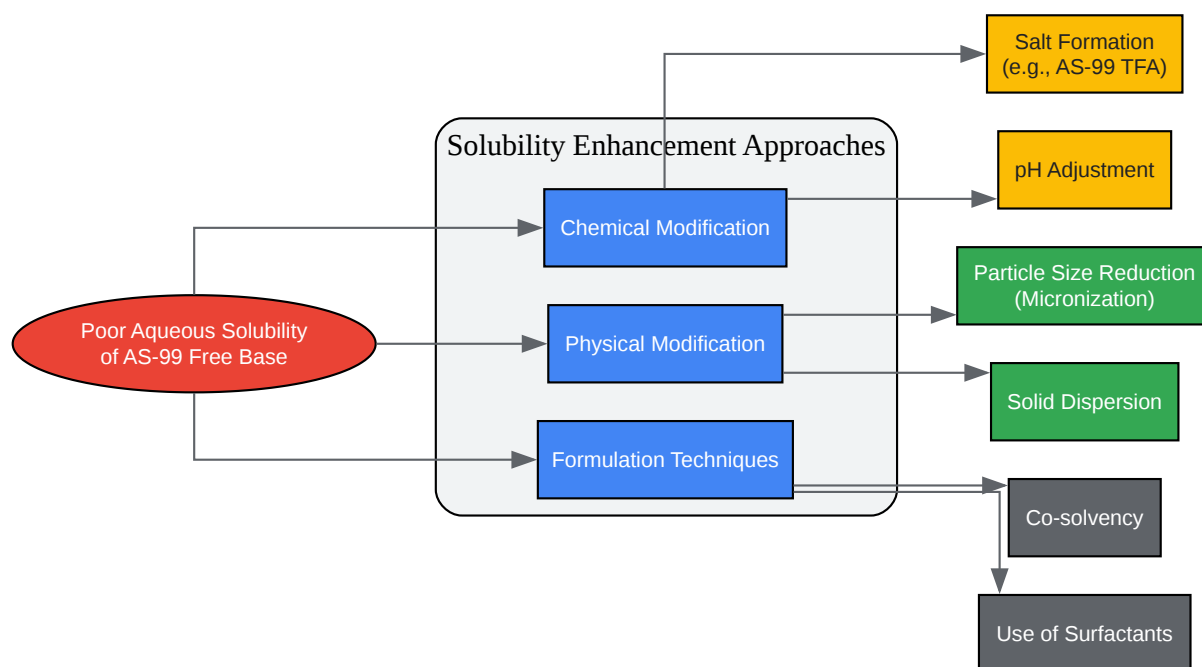 Poor Aqueous Solubility
of AS-99 Free Base
Solubility Enhancement Approaches
Chemical Modification
Physical Modification
Formulation Techniques
Salt Formation
(e.g., AS-99 TFA)
pH Adjustment
Particle Size Reduction
(Micronization)
Solid Dispersion
Co-solvency
Use of Surfactants